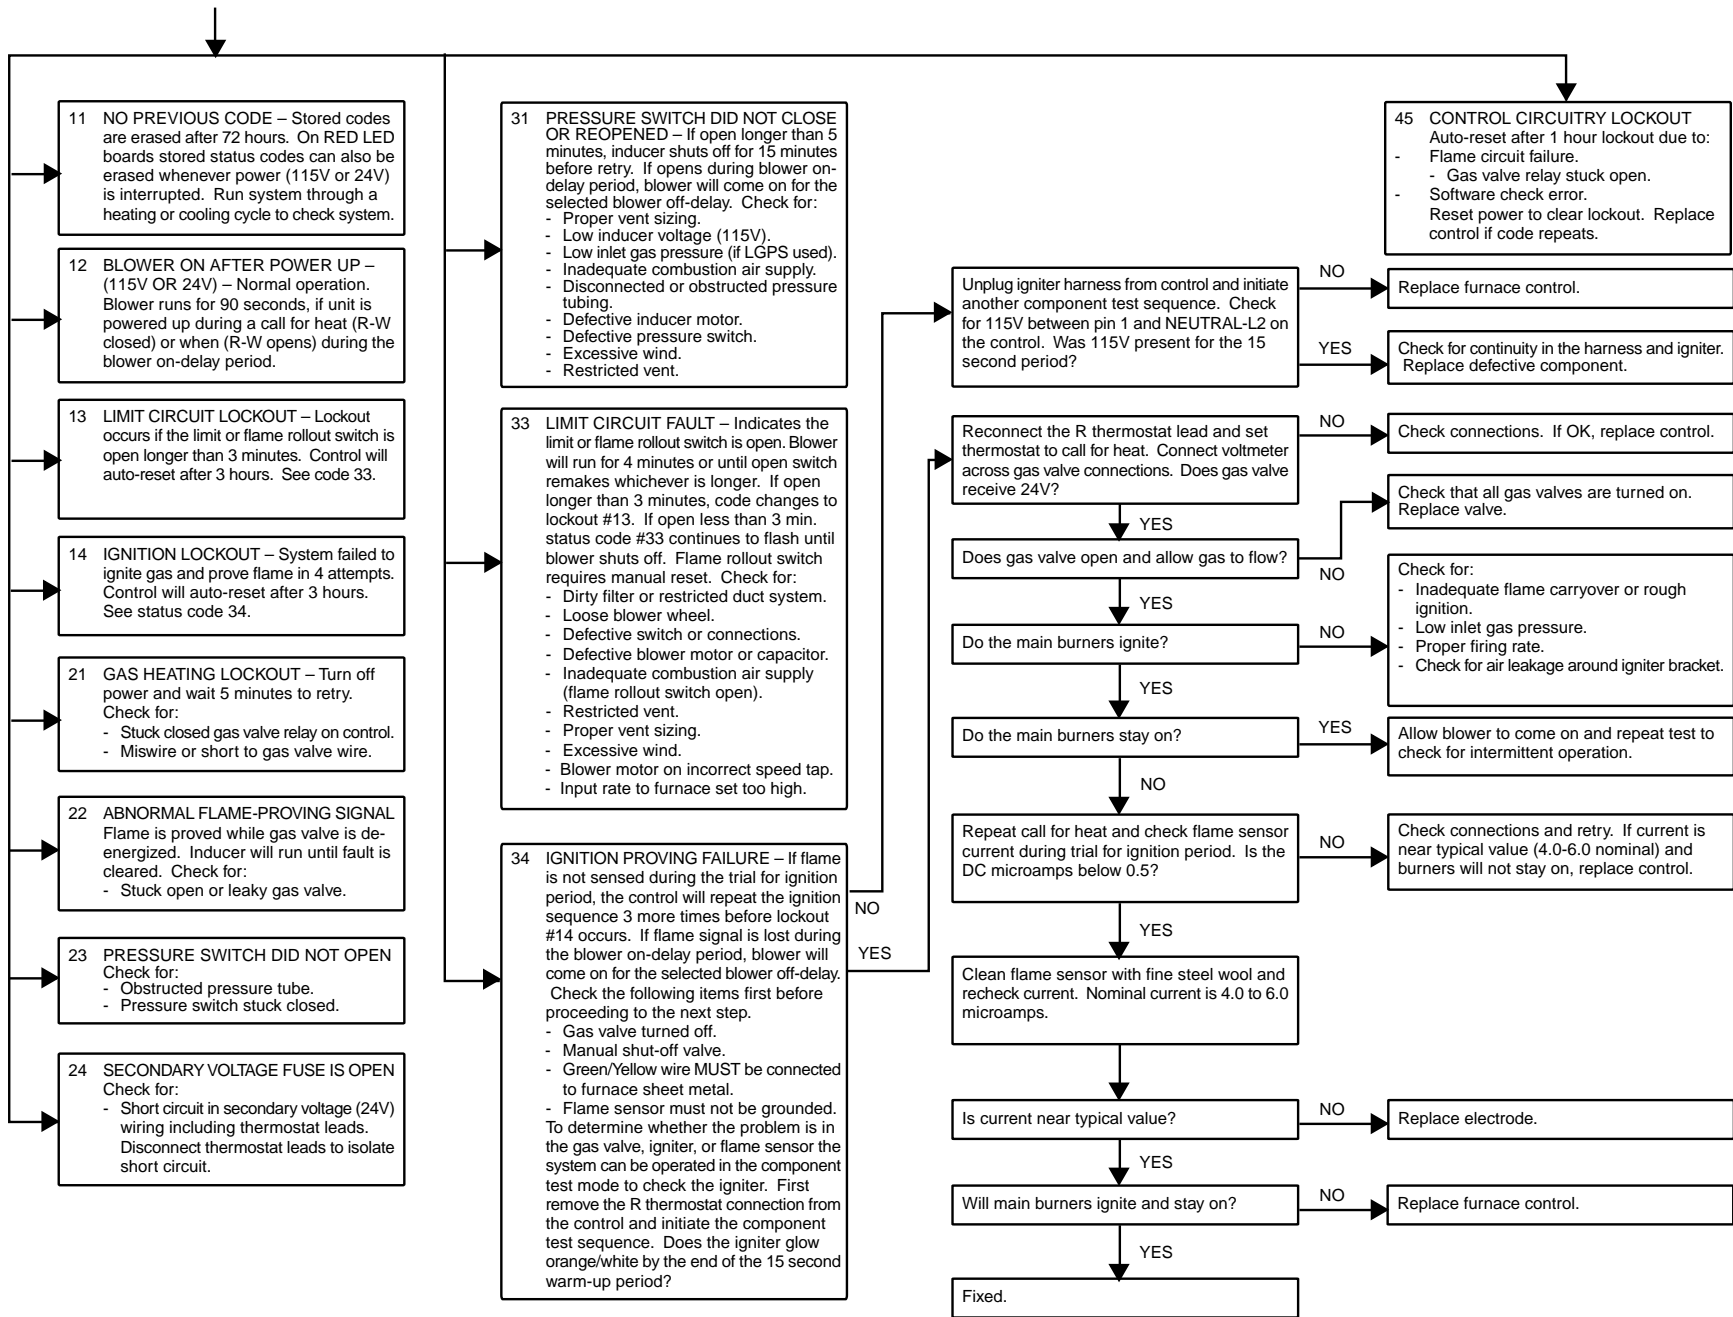 11 NO PREVIOUS CODE – Stored codes
are erased after 72 hours. On RED LED
boards stored status codes can also be
erased whenever power (115V or 24V)
is interrupted. Run system through a
heating or cooling cycle to check system.
12 BLOWER ON AFTER POWER UP –
(115V OR 24V) – Normal operation.
Blower runs for 90 seconds, if unit is
powered up during a call for heat (R-W
closed) or when (R-W opens) during the
blower on-delay period.
13 LIMIT CIRCUIT LOCKOUT – Lockout
occurs if the limit or flame rollout switch is
open longer than 3 minutes. Control will
auto-reset after 3 hours. See code 33.
14 IGNITION LOCKOUT – System failed to
ignite gas and prove flame in 4 attempts.
Control will auto-reset after 3 hours.
See status code 34.
21 GAS HEATING LOCKOUT – Turn off
power and wait 5 minutes to retry.
Check for:
- Stuck closed gas valve relay on control.
- Miswire or short to gas valve wire.
22 ABNORMAL FLAME-PROVING SIGNAL
Flame is proved while gas valve is de-
energized. Inducer will run until fault is
cleared. Check for:
- Stuck open or leaky gas valve.
23 PRESSURE SWITCH DID NOT OPEN
Check for:
- Obstructed pressure tube.
- Pressure switch stuck closed.
24 SECONDARY VOLTAGE FUSE IS OPEN
Check for:
- Short circuit in secondary voltage (24V)
wiring including thermostat leads.
Disconnect thermostat leads to isolate
short circuit.
31 PRESSURE SWITCH DID NOT CLOSE
OR REOPENED – If open longer than 5
minutes, inducer shuts off for 15 minutes
before retry. If opens during blower on-
delay period, blower will come on for the
selected blower off-delay. Check for:
- Proper vent sizing.
- Low inducer voltage (115V).
- Low inlet gas pressure (if LGPS used).
- Inadequate combustion air supply.
- Disconnected or obstructed pressure
tubing.
- Defective inducer motor.
- Defective pressure switch.
- Excessive wind.
- Restricted vent.
33 LIMIT CIRCUIT FAULT – Indicates the
limit or flame rollout switch is open. Blower
will run for 4 minutes or until open switch
remakes whichever is longer. If open
longer than 3 minutes, code changes to
lockout #13. If open less than 3 min.
status code #33 continues to flash until
blower shuts off. Flame rollout switch
requires manual reset. Check for:
- Dirty filter or restricted duct system.
- Loose blower wheel.
- Defective switch or connections.
- Defective blower motor or capacitor.
- Inadequate combustion air supply
(flame rollout switch open).
- Restricted vent.
- Proper vent sizing.
- Excessive wind.
- Blower motor on incorrect speed tap.
- Input rate to furnace set too high.
34 IGNITION PROVING FAILURE – If flame
is not sensed during the trial for ignition
period, the control will repeat the ignition
sequence 3 more times before lockout
#14 occurs. If flame signal is lost during
the blower on-delay period, blower will
come on for the selected blower off-delay.
Check the following items first before
proceeding to the next step.
- Gas valve turned off.
- Manual shut-off valve.
- Green/Yellow wire MUST be connected
to furnace sheet metal.
- Flame sensor must not be grounded.
To determine whether the problem is in
the gas valve, igniter, or flame sensor the
system can be operated in the component
test mode to check the igniter. First
remove the R thermostat connection from
the control and initiate the component
test sequence. Does the igniter glow
orange/white by the end of the 15 second
warm-up period?
NO
YES
45 CONTROL CIRCUITRY LOCKOUT
Auto-reset after 1 hour lockout due to:
- Flame circuit failure.
- Gas valve relay stuck open.
- Software check error.
Reset power to clear lockout. Replace
control if code repeats.
Unplug igniter harness from control and initiate
another component test sequence. Check
for 115V between pin 1 and NEUTRAL-L2 on
the control. Was 115V present for the 15
second period?
NO
Replace furnace control.
YES
Check for continuity in the harness and igniter.
Replace defective component.
Reconnect the R thermostat lead and set
thermostat to call for heat. Connect voltmeter
across gas valve connections. Does gas valve
receive 24V?
NO
Check connections. If OK, replace control.
YES
Does gas valve open and allow gas to flow?
NO
Check that all gas valves are turned on.
Replace valve.
YES
Do the main burners ignite?
NO
Check for:
- Inadequate flame carryover or rough
ignition.
- Low inlet gas pressure.
- Proper firing rate.
- Check for air leakage around igniter bracket.
YES
Do the main burners stay on?
YES
Allow blower to come on and repeat test to
check for intermittent operation.
NO
Repeat call for heat and check flame sensor
current during trial for ignition period. Is the
DC microamps below 0.5?
NO
Check connections and retry. If current is
near typical value (4.0-6.0 nominal) and
burners will not stay on, replace control.
YES
Clean flame sensor with fine steel wool and
recheck current. Nominal current is 4.0 to 6.0
microamps.
Is current near typical value?
NO
Replace electrode.
YES
Will main burners ignite and stay on?
NO
Replace furnace control.
YES
Fixed.